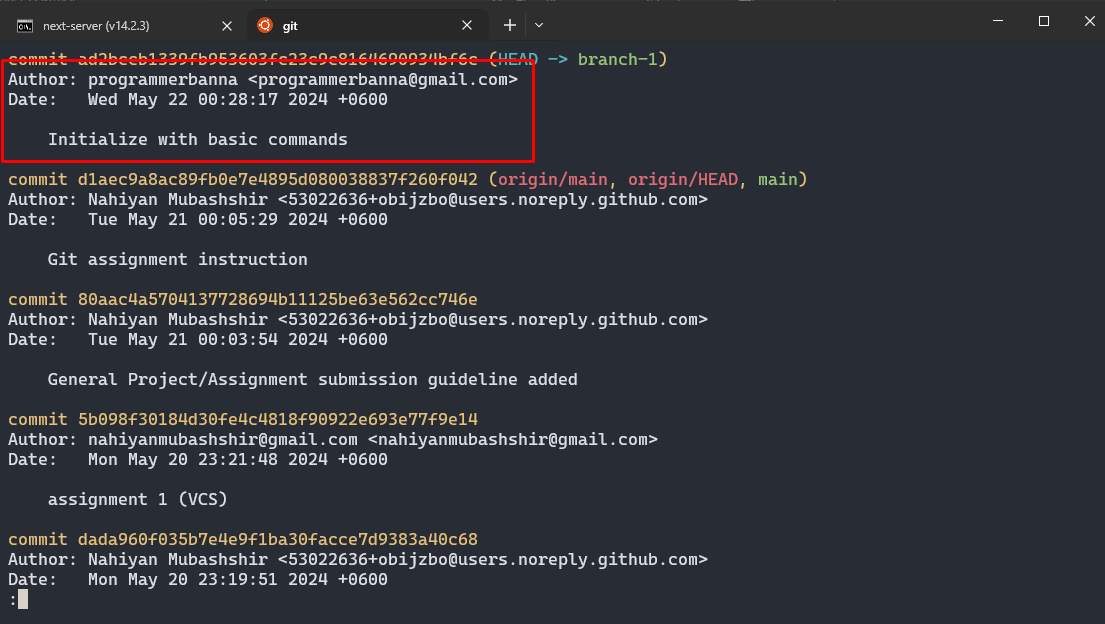 next-server (v14.2.3)
git
Author: programmerbanna <programmerbanna@gmail.com>
Date:   Wed May 22 00:28:17 2024 +0600
    Initialize with basic commands
commit d1aec9a8ac89fb0e7e4895d080038837f260f042 (origin/main, origin/HEAD, main)
Author: Nahiyan Mubashshir <53022636+obijzbo@users.noreply.github.com>
Date:   Tue May 21 00:05:29 2024 +0600
    Git assignment instruction
commit 80aac4a5704137728694b11125be63e562cc746e
Author: Nahiyan Mubashshir <53022636+obijzbo@users.noreply.github.com>
Date:   Tue May 21 00:03:54 2024 +0600
    General Project/Assignment submission guideline added
commit 5b098f30184d30fe4c4818f90922e693e77f9e14
Author: nahiyanmubashshir@gmail.com <nahiyanmubashshir@gmail.com>
Date:   Mon May 20 23:21:48 2024 +0600
    assignment 1 (VCS)
commit dada960f035b7e4e9f1ba30facce7d9383a40c68
Author: Nahiyan Mubashshir <53022636+obijzbo@users.noreply.github.com>
Date:   Mon May 20 23:19:51 2024 +0600
: